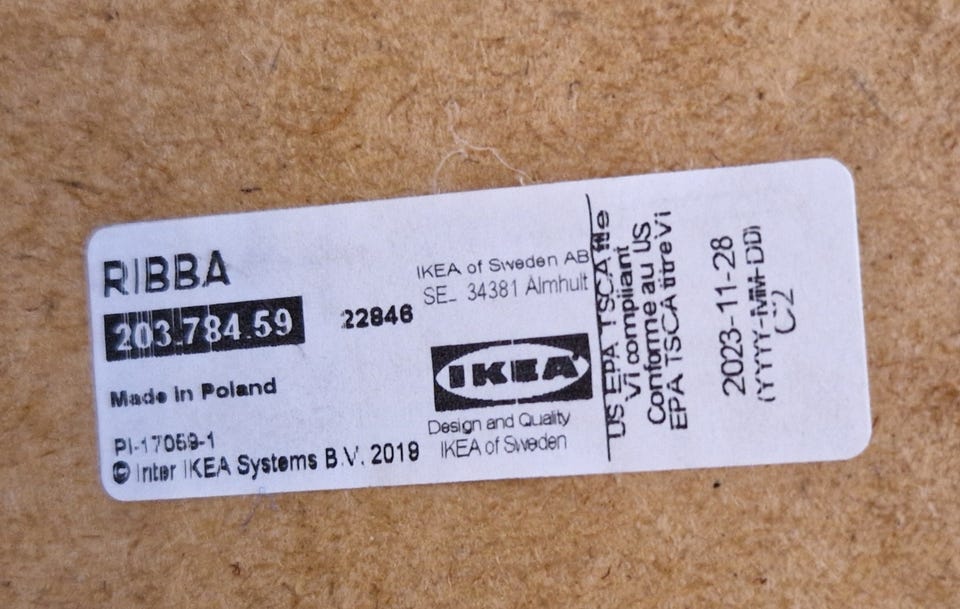 RIBBA
203.784.59
22846
Made in Poland
PI-17059-1
© Inter IKEA Systems B.V. 2019
IKEA of Sweden AB
SE_ 34381 Almhult
IKEA
Design and Quality
IKEA of Sweden
US EPA TSCA title
VI compliant
Conforme au US
EPA TSCA titre VI
2023-11-28
(YYYY-MM-DD)
C2